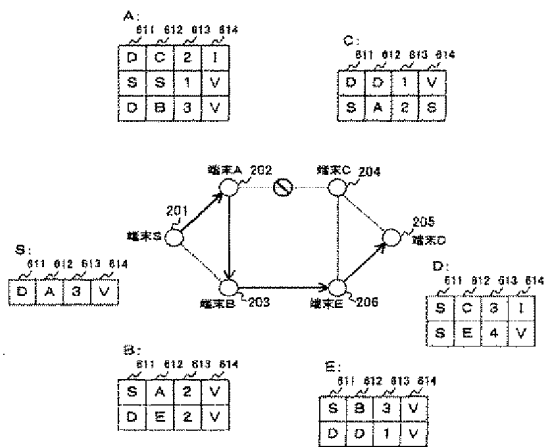 A:
611 612 613 614
D C 2 I
S S 1 V
D B 3 V
C:
611 612 613 614
D D 1 V
S A 2 S
端末A 202
端末C 204
201
端末S
205
端末D
端末B 203
端末E 206
S:
611 612 613 614
D A 3 V
D:
611 612 613 614
S C 3 I
S E 4 V
B:
611 612 613 614
S A 2 V
D E 2 V
E:
611 612 613 614
S B 3 V
D D 1 V